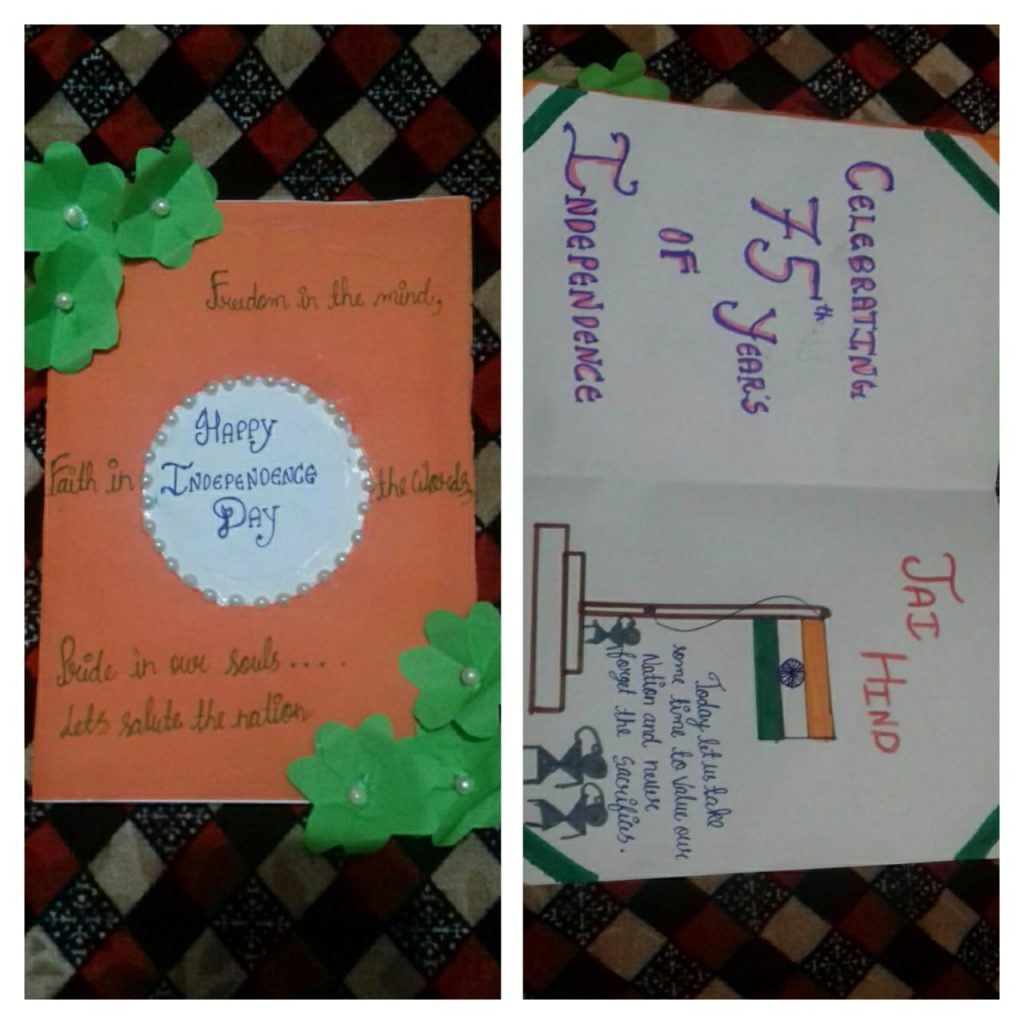 Freedom in the mind,
HAPPY
INDEPENDENCE
DAY
Faith in the Words,
Pride in our souls....
Lets salute the nation
CELEBRATING
75th YEAR'S
OF
INDEPENDENCE
JAI HIND
Today let us take
some time to value our
Nation and never
forget the sacrifices.